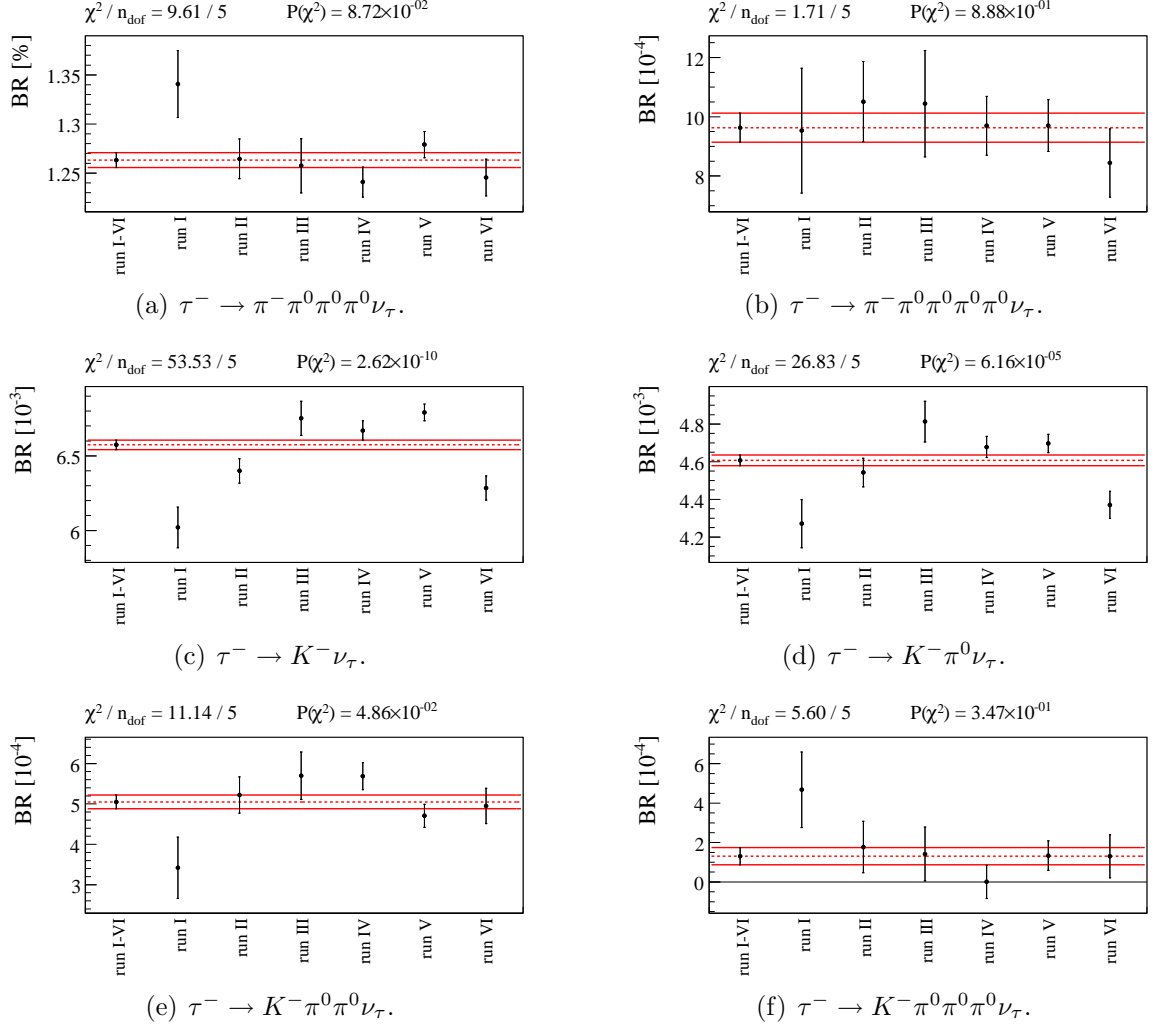 χ² / n_dof = 9.61 / 5 P(χ²) = 8.72×10⁻⁰²
BR [%]
1.35
1.3
1.25
run I-VI run I run II run III run IV run V run VI
(a) τ⁻ → π⁻π⁰π⁰π⁰ν_τ.
χ² / n_dof = 1.71 / 5 P(χ²) = 8.88×10⁻⁰¹
BR [10⁻⁴]
12
10
8
run I-VI run I run II run III run IV run V run VI
(b) τ⁻ → π⁻π⁰π⁰π⁰π⁰ν_τ.
χ² / n_dof = 53.53 / 5 P(χ²) = 2.62×10⁻¹⁰
BR [10⁻³]
6.5
6
run I-VI run I run II run III run IV run V run VI
(c) τ⁻ → K⁻ν_τ.
χ² / n_dof = 26.83 / 5 P(χ²) = 6.16×10⁻⁰⁵
BR [10⁻³]
4.8
4.6
4.4
4.2
run I-VI run I run II run III run IV run V run VI
(d) τ⁻ → K⁻π⁰ν_τ.
χ² / n_dof = 11.14 / 5 P(χ²) = 4.86×10⁻⁰²
BR [10⁻⁴]
6
5
4
3
run I-VI run I run II run III run IV run V run VI
(e) τ⁻ → K⁻π⁰π⁰ν_τ.
χ² / n_dof = 5.60 / 5 P(χ²) = 3.47×10⁻⁰¹
BR [10⁻⁴]
6
4
2
0
run I-VI run I run II run III run IV run V run VI
(f) τ⁻ → K⁻π⁰π⁰π⁰ν_τ.